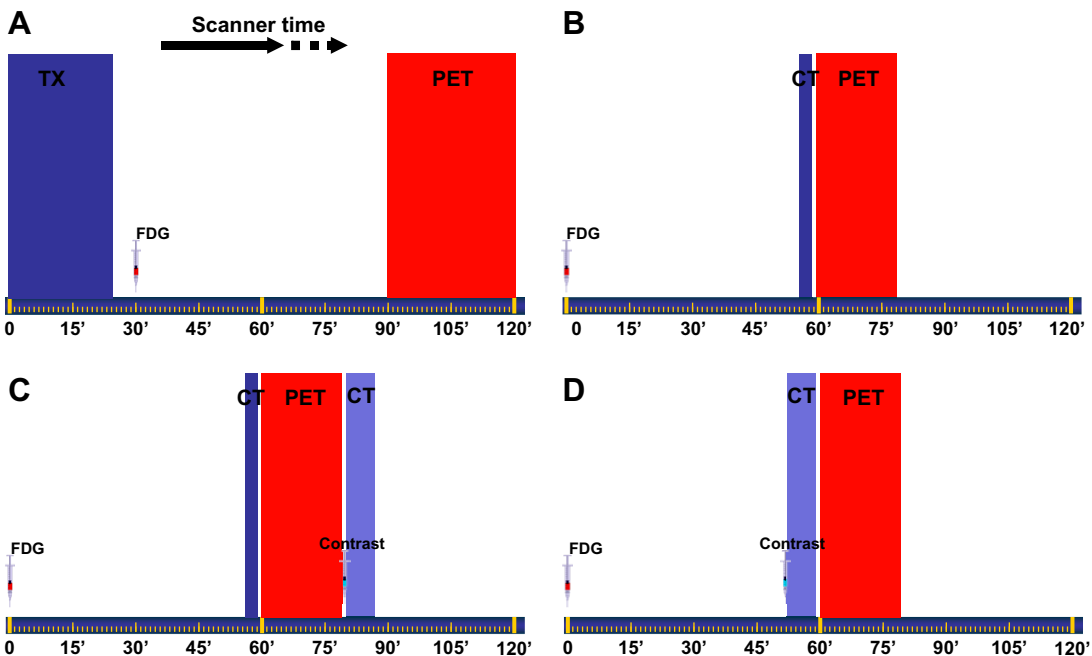 A
Scanner time
TX
PET
FDG
0 15’ 30’ 45’ 60’ 75’ 90’ 105’ 120’
B
CT PET
FDG
0 15’ 30’ 45’ 60’ 75’ 90’ 105’ 120’
C
CT PET CT
FDG
Contrast
0 15’ 30’ 45’ 60’ 75’ 90’ 105’ 120’
D
CT PET
FDG
Contrast
0 15’ 30’ 45’ 60’ 75’ 90’ 105’ 120’